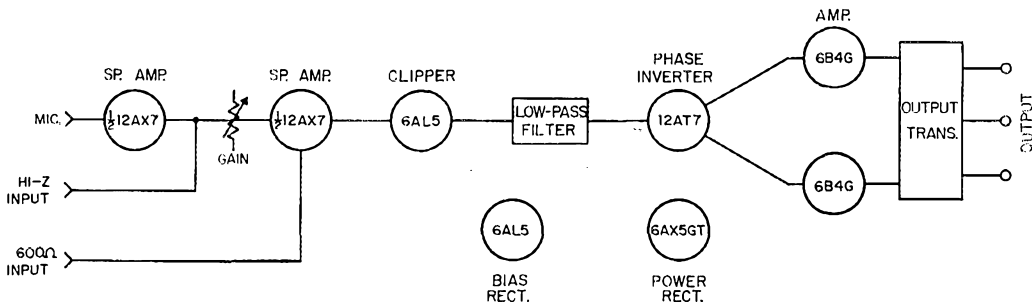 SP. AMP.
½12AX7
MIC.
GAIN
HI-Z
INPUT
600Ω
INPUT
SP. AMP.
½12AX7
CLIPPER
6AL5
LOW-PASS
FILTER
PHASE
INVERTER
12AT7
AMP.
6B4G
6B4G
OUTPUT
TRANS.
OUTPUT
6AL5
BIAS
RECT.
6AX5GT
POWER
RECT.